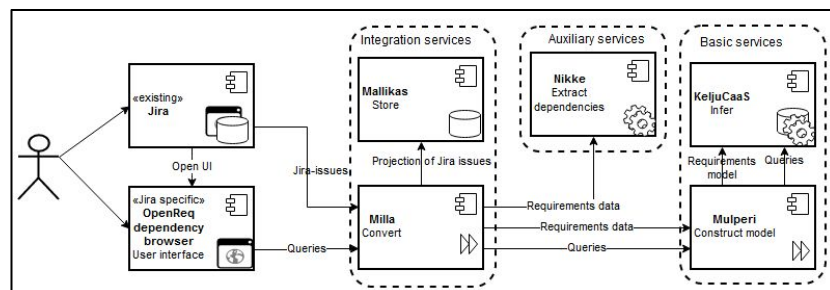 Integration services
Auxiliary services
Basic services
«existing»
Jira
Mallikas
Store
Nikke
Extract
dependencies
KeljuCaaS
Infer
Open UI
Jira-issues
Projection of Jira issues
Requirements
model
Queries
«Jira specific»
OpenReq
dependency
browser
User interface
Queries
Milla
Convert
Requirements data
Requirements data
Queries
Mulperi
Construct model